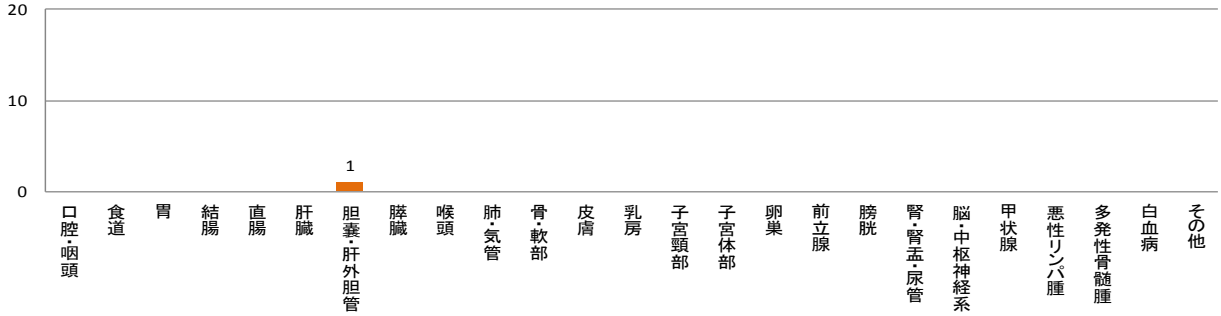 20
10
0
1
口腔・咽頭
食道
胃
結腸
直腸
肝臓
胆嚢・肝外胆管
膵臓
喉頭
肺・気管
骨・軟部
皮膚
乳房
子宮頸部
子宮体部
卵巣
前立腺
膀胱
腎・腎盂・尿管
脳・中枢神経系
甲状腺
悪性リンパ腫
多発性骨髄腫
白血病
その他